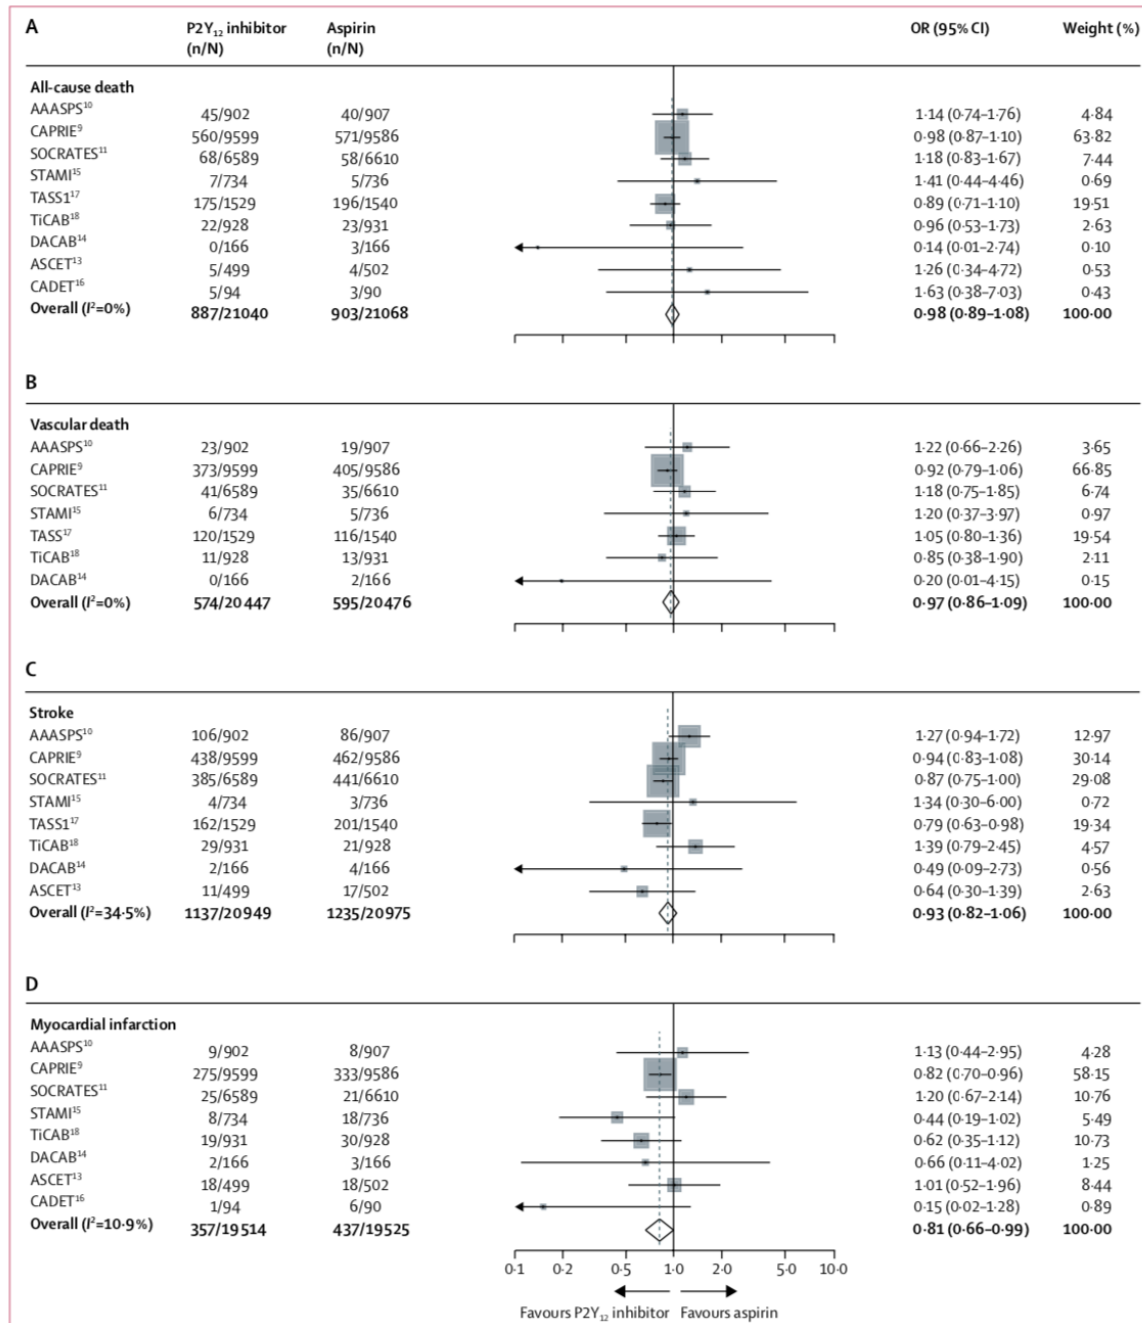 A P2Y₁₂ inhibitor (n/N) Aspirin (n/N) OR (95% CI) Weight (%)
All-cause death
AAASPS¹⁰ 45/902 40/907 1·14 (0·74–1·76) 4·84
CAPRIE⁹ 560/9599 571/9586 0·98 (0·87–1·10) 63·82
SOCRATES¹¹ 68/6589 58/6610 1·18 (0·83–1·67) 7·44
STAMI¹⁵ 7/734 5/736 1·41 (0·44–4·46) 0·69
TASS1¹⁷ 175/1529 196/1540 0·89 (0·71–1·10) 19·51
TiCAB¹⁸ 22/928 23/931 0·96 (0·53–1·73) 2·63
DACAB¹⁴ 0/166 3/166 0·14 (0·01–2·74) 0·10
ASCET¹³ 5/499 4/502 1·26 (0·34–4·72) 0·53
CADET¹⁶ 5/94 3/90 1·63 (0·38–7·03) 0·43
Overall (I²=0%) 887/21040 903/21068 0·98 (0·89–1·08) 100·00
B
Vascular death
AAASPS¹⁰ 23/902 19/907 1·22 (0·66–2·26) 3·65
CAPRIE⁹ 373/9599 405/9586 0·92 (0·79–1·06) 66·85
SOCRATES¹¹ 41/6589 35/6610 1·18 (0·75–1·85) 6·74
STAMI¹⁵ 6/734 5/736 1·20 (0·37–3·97) 0·97
TASS¹⁷ 120/1529 116/1540 1·05 (0·80–1·36) 19·54
TiCAB¹⁸ 11/928 13/931 0·85 (0·38–1·90) 2·11
DACAB¹⁴ 0/166 2/166 0·20 (0·01–4·15) 0·15
Overall (I²=0%) 574/20 447 595/20 476 0·97 (0·86–1·09) 100·00
C
Stroke
AAASPS¹⁰ 106/902 86/907 1·27 (0·94–1·72) 12·97
CAPRIE⁹ 438/9599 462/9586 0·94 (0·83–1·08) 30·14
SOCRATES¹¹ 385/6589 441/6610 0·87 (0·75–1·00) 29·08
STAMI¹⁵ 4/734 3/736 1·34 (0·30–6·00) 0·72
TASS1¹⁷ 162/1529 201/1540 0·79 (0·63–0·98) 19·34
TiCAB¹⁸ 29/931 21/928 1·39 (0·79–2·45) 4·57
DACAB¹⁴ 2/166 4/166 0·49 (0·09–2·73) 0·56
ASCET¹³ 11/499 17/502 0·64 (0·30–1·39) 2·63
Overall (I²=34·5%) 1137/20 949 1235/20 975 0·93 (0·82–1·06) 100·00
D
Myocardial infarction
AAASPS¹⁰ 9/902 8/907 1·13 (0·44–2·95) 4·28
CAPRIE⁹ 275/9599 333/9586 0·82 (0·70–0·96) 58·15
SOCRATES¹¹ 25/6589 21/6610 1·20 (0·67–2·14) 10·76
STAMI¹⁵ 8/734 18/736 0·44 (0·19–1·02) 5·49
TiCAB¹⁸ 19/931 30/928 0·62 (0·35–1·12) 10·73
DACAB¹⁴ 2/166 3/166 0·66 (0·11–4·02) 1·25
ASCET¹³ 18/499 18/502 1·01 (0·52–1·96) 8·44
CADET¹⁶ 1/94 6/90 0·15 (0·02–1·28) 0·89
Overall (I²=10·9%) 357/19 514 437/19 525 0·81 (0·66–0·99) 100·00
0·1 0·2 0·5 1·0 2·0 5·0 10·0
Favours P2Y₁₂ inhibitor Favours aspirin